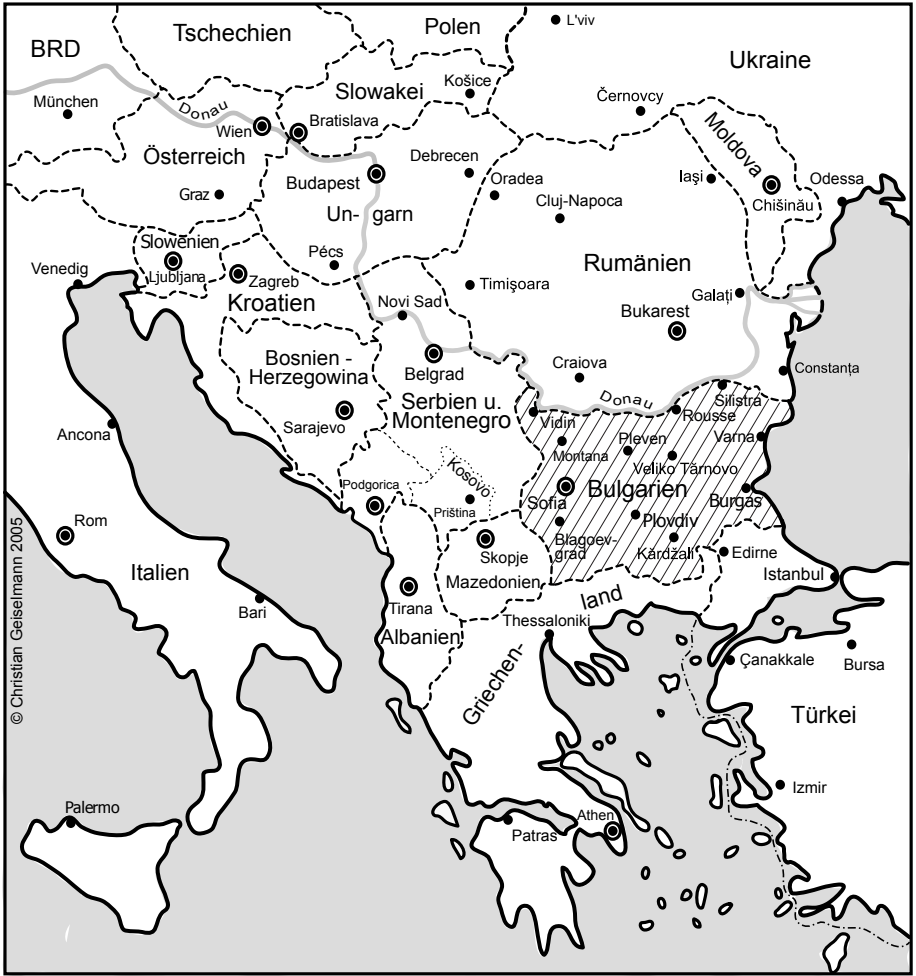 Tschechien
Polen
L'viv
BRD
Ukraine
Slowakei
Košice
München
Donau
Černovcy
Wien
Bratislava
Moldova
Österreich
Debrecen
Budapest
Oradea
Iaşi
Odessa
Graz
Cluj-Napoca
Chišinău
Un- garn
Slowenien
Pécs
Rumänien
Venedig
Ljubljana
Zagreb
Timişoara
Galaţi
Kroatien
Novi Sad
Bukarest
Bosnien -
Herzegowina
Belgrad
Craiova
Constanţa
Serbien u.
Montenegro
Donau
Silistra
Rousse
Sarajevo
Vidin
Ancona
Pleven
Varna
Montana
Kosovo
Veliko Tărnovo
Podgorica
Bulgarien
Sofia
Burgas
Priština
Rom
Plovdiv
Skopje
Blagoev-
grad
Kărdžali
Edirne
Italien
Mazedonien
Istanbul
land
Bari
Tirana
Thessaloniki
Albanien
Griechen-
Çanakkale
Bursa
Türkei
© Christian Geiselmann 2005
Izmir
Palermo
Patras
Athen